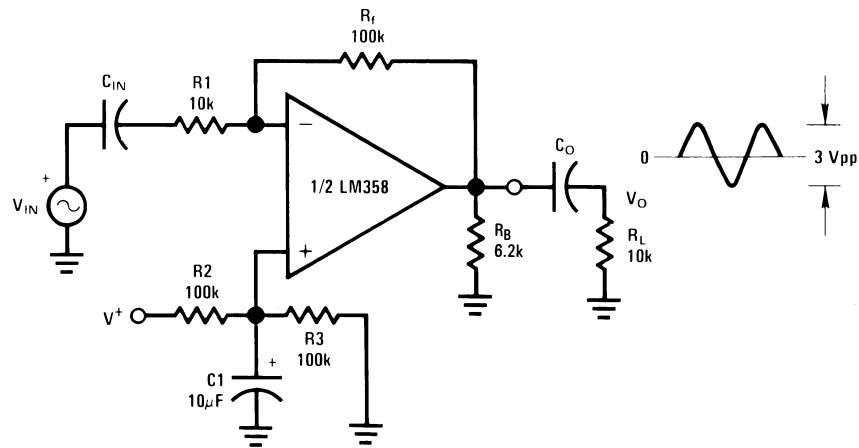 Rf
100k
CIN
R1
10k
−
1/2 LM358
+
+
VIN
CO
VO
RB
6.2k
RL
10k
0
3 Vpp
R2
100k
V+
R3
100k
+
C1
10µF